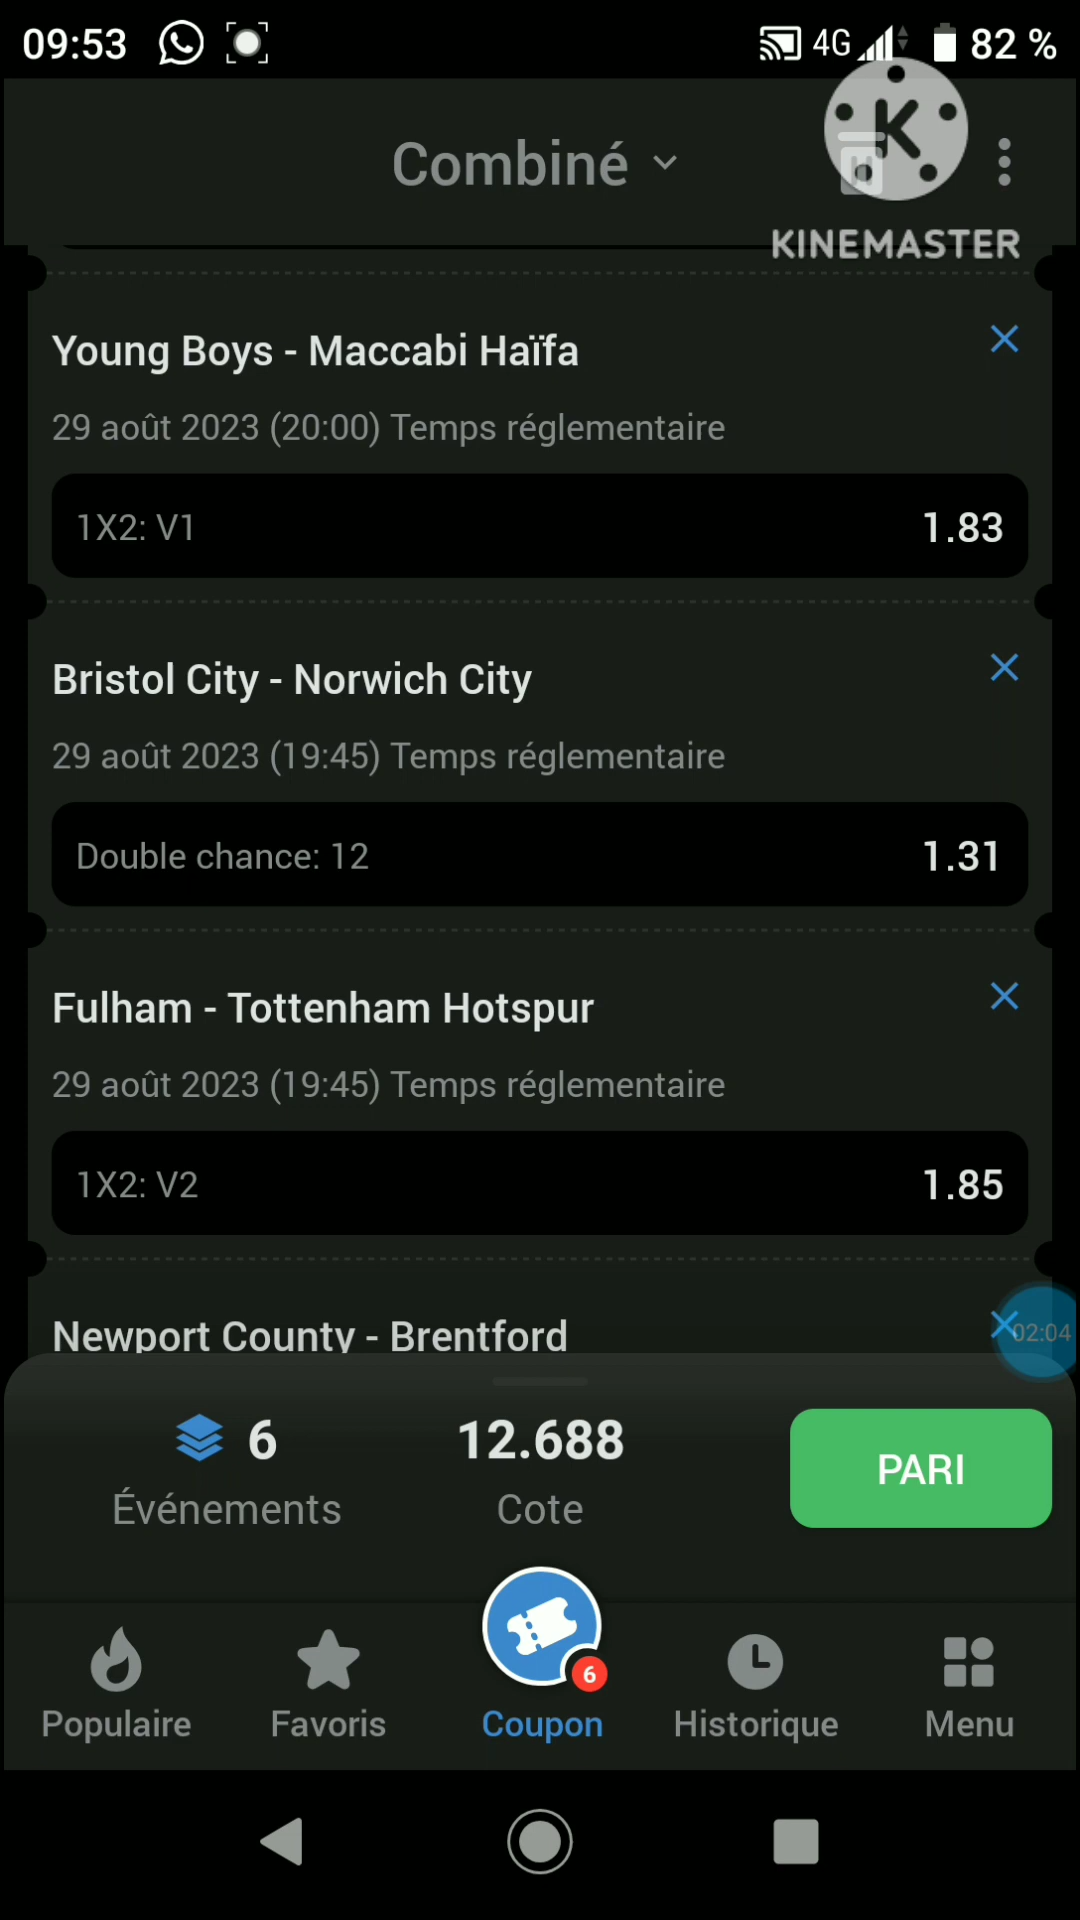 09:53 4G 82 %
Combiné
K
KINEMASTER
Young Boys - Maccabi Haïfa
29 août 2023 (20:00) Temps réglementaire
1X2: V1 1.83
Bristol City - Norwich City
29 août 2023 (19:45) Temps réglementaire
Double chance: 12 1.31
Fulham - Tottenham Hotspur
29 août 2023 (19:45) Temps réglementaire
1X2: V2 1.85
Newport County - Brentford
02:04
6 12.688 PARI
Événements Cote
6
Populaire Favoris Coupon Historique Menu